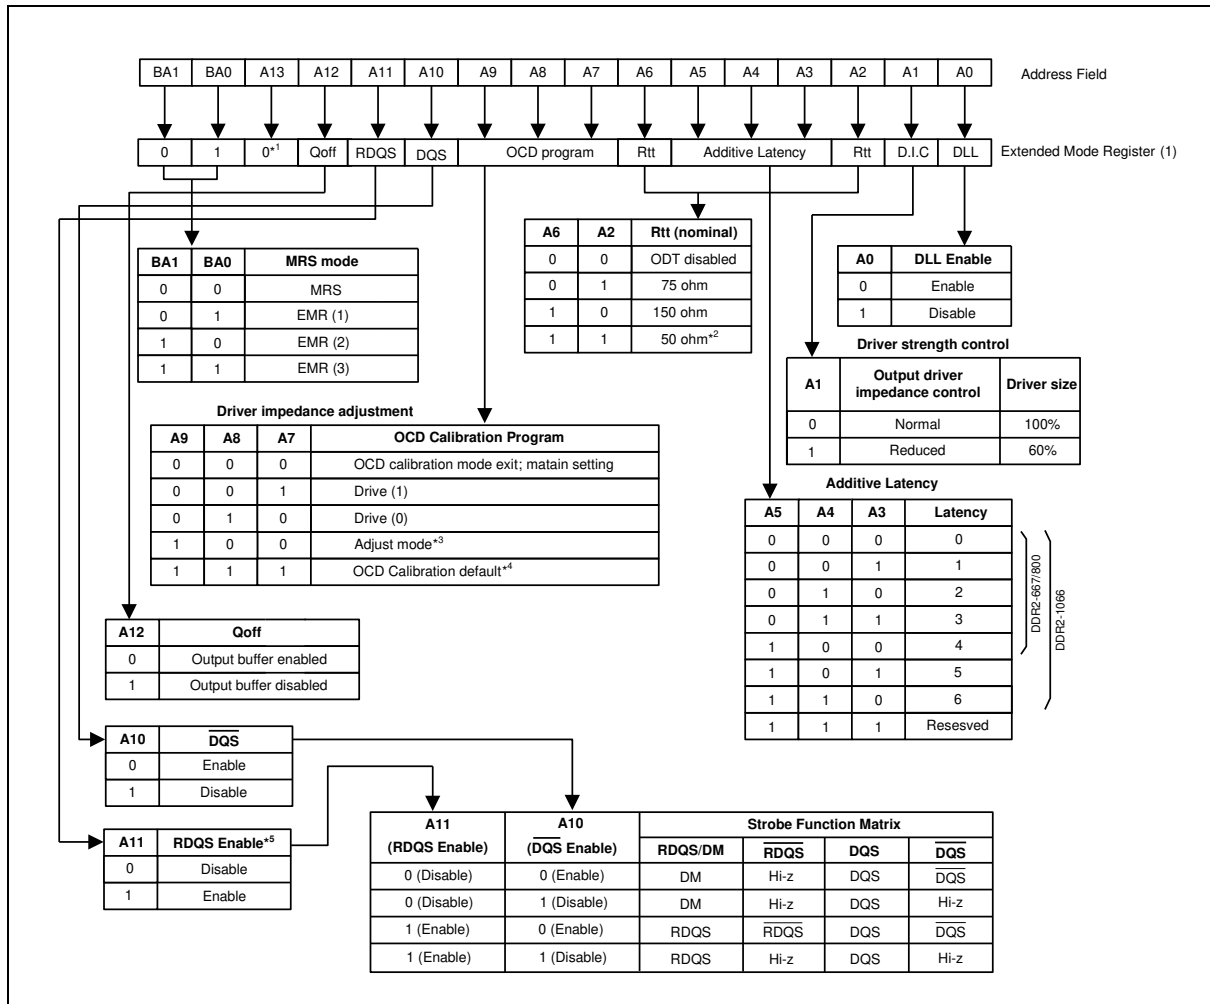 BA1 BA0 A13 A12 A11 A10 A9 A8 A7 A6 A5 A4 A3 A2 A1 A0 Address Field
0 1 0*1 Qoff RDQS DQS OCD program Rtt Additive Latency Rtt D.I.C DLL Extended Mode Register (1)
BA1 BA0 MRS mode
0 0 MRS
0 1 EMR (1)
1 0 EMR (2)
1 1 EMR (3)
A6 A2 Rtt (nominal)
0 0 ODT disabled
0 1 75 ohm
1 0 150 ohm
1 1 50 ohm*2
A0 DLL Enable
0 Enable
1 Disable
Driver strength control
A1 Output driver impedance control Driver size
0 Normal 100%
1 Reduced 60%
Driver impedance adjustment
A9 A8 A7 OCD Calibration Program
0 0 0 OCD calibration mode exit; matain setting
0 0 1 Drive (1)
0 1 0 Drive (0)
1 0 0 Adjust mode*3
1 1 1 OCD Calibration default*4
Additive Latency
A5 A4 A3 Latency
0 0 0 0
0 0 1 1
0 1 0 2
0 1 1 3
1 0 0 4
1 0 1 5
1 1 0 6
1 1 1 Resesved
DDR2-667/800
DDR2-1066
A12 Qoff
0 Output buffer enabled
1 Output buffer disabled
A10 D̅Q̅S̅
0 Enable
1 Disable
A11 RDQS Enable*5
0 Disable
1 Enable
A11 (RDQS Enable) A10 (D̅Q̅S̅ Enable) Strobe Function Matrix
RDQS/DM R̅D̅Q̅S̅ DQS D̅Q̅S̅
0 (Disable) 0 (Enable) DM Hi-z DQS D̅Q̅S̅
0 (Disable) 1 (Disable) DM Hi-z DQS Hi-z
1 (Enable) 0 (Enable) RDQS R̅D̅Q̅S̅ DQS D̅Q̅S̅
1 (Enable) 1 (Disable) RDQS Hi-z DQS Hi-z